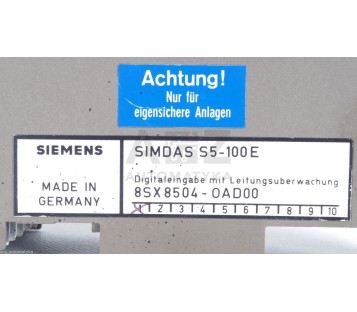 Achtung!
Nur für
eigensichere Anlagen
SIEMENS
MADE IN
GERMANY
SIMDAS S5-100E
Digitaleingabe mit Leitungsüberwachung
8SX8504-0AD00
1 2 3 4 5 6 7 8 9 10
AUTOMATYKA